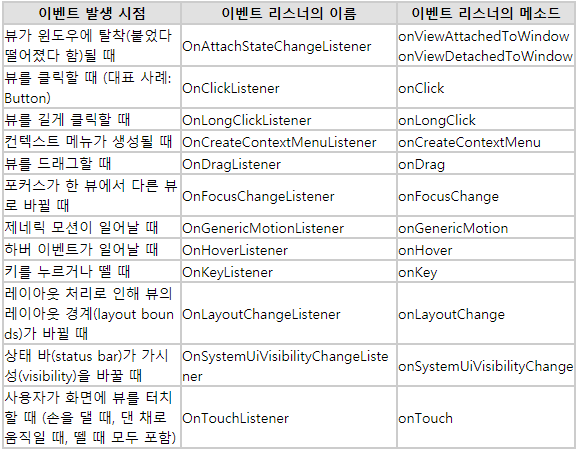 이벤트 발생 시점 이벤트 리스너의 이름 이벤트 리스너의 메소드
뷰가 윈도우에 탈착(붙었다
떨어졌다 함)될 때
OnAttachStateChangeListener
onViewAttachedToWindow
onViewDetachedToWindow
뷰를 클릭할 때 (대표 사례:
Button)
OnClickListener
onClick
뷰를 길게 클릭할 때 OnLongClickListener onLongClick
컨텍스트 메뉴가 생성될 때 OnCreateContextMenuListener onCreateContextMenu
뷰를 드래그할 때 OnDragListener onDrag
포커스가 한 뷰에서 다른 뷰
로 바뀔 때
OnFocusChangeListener
onFocusChange
제네릭 모션이 일어날 때 OnGenericMotionListener onGenericMotion
하버 이벤트가 일어날 때 OnHoverListener onHover
키를 누르거나 뗄 때 OnKeyListener onKey
레이아웃 처리로 인해 뷰의
레이아웃 경계(layout boun
ds)가 바뀔 때
OnLayoutChangeListener
onLayoutChange
상태 바(status bar)가 가시
성(visibility)을 바꿀 때
OnSystemUiVisibilityChangeListe
ner
onSystemUiVisibilityChange
사용자가 화면에 뷰를 터치
할 때 (손을 댈 때, 댄 채로
움직일 때, 뗄 때 모두 포함)
OnTouchListener
onTouch